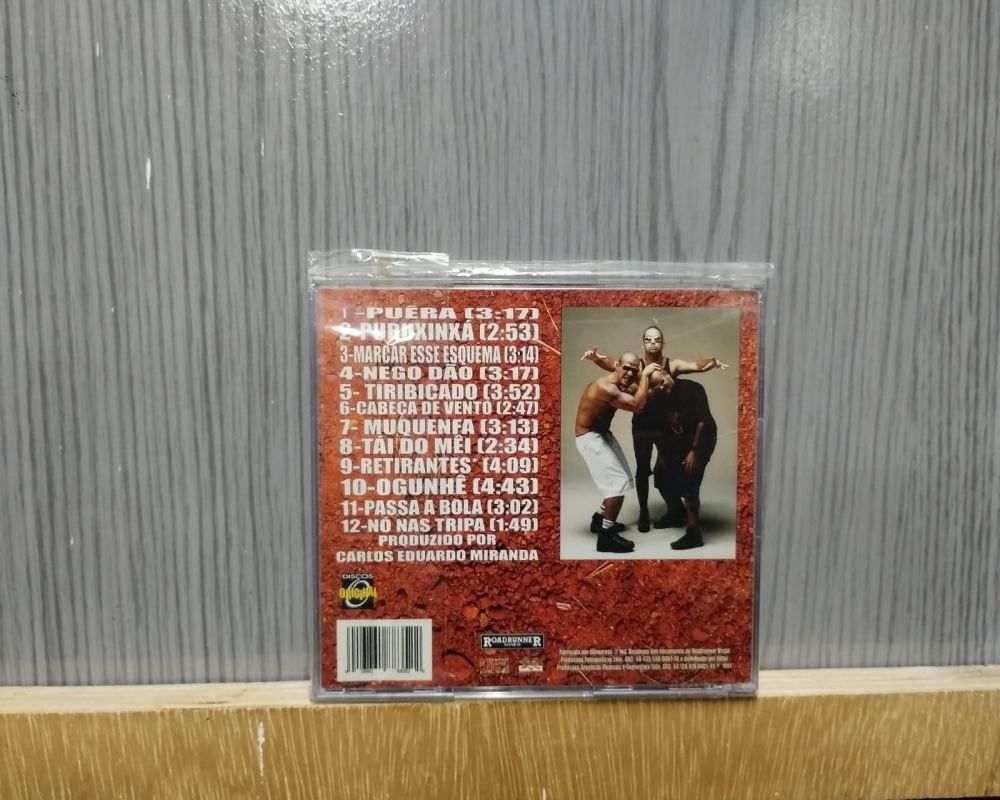 1 -PUÊRA (3:17)
2-PURUXINXÁ (2:53)
3-MARCAR ESSE ESQUEMA (3:14)
4-NEGO DÃO (3:17)
5- TIRIBICADO (3:52)
6-CABEÇA DE VENTO (2:47)
7- MUQUENFA (3:13)
8-TÁI DO MÊI (2:34)
9-RETIRANTES* (4:09)
10-OGUNHÊ (4:43)
11-PASSA A BOLA (3:02)
12-NÓ NAS TRIPA (1:49)
PRODUZIDO POR
CARLOS EDUARDO MIRANDA
DISCOS
ORIGINAL
ROADRUNNER